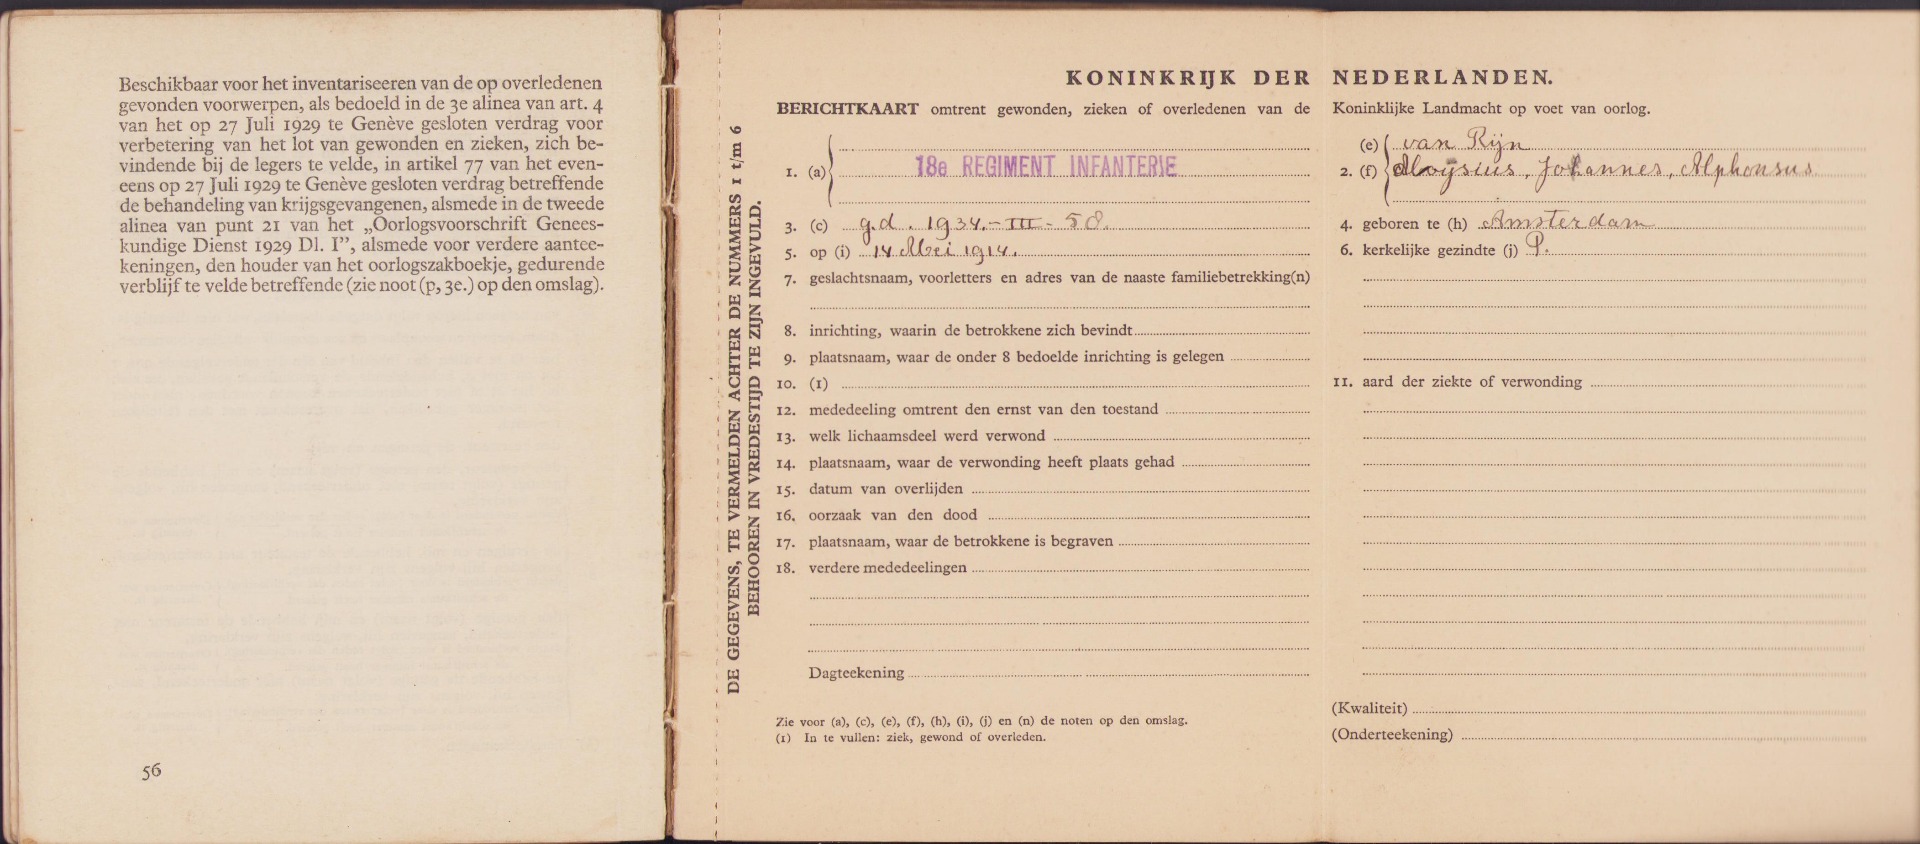 Beschikbaar voor het inventariseeren van de op overledenen
gevonden voorwerpen, als bedoeld in de 3e alinea van art. 4
van het op 27 Juli 1929 te Genève gesloten verdrag voor
verbetering van het lot van gewonden en zieken, zich be-
vindende bij de legers te velde, in artikel 77 van het even-
eens op 27 Juli 1929 te Genève gesloten verdrag betreffende
de behandeling van krijgsgevangenen, alsmede in de tweede
alinea van punt 21 van het „Oorlogsvoorschrift Genees-
kundige Dienst 1929 Dl. I”, alsmede voor verdere aantee-
keningen, den houder van het oorlogszakboekje, gedurende
verblijf te velde betreffende (zie noot (p, 3e.) op den omslag).
56
DE GEGEVENS, TE VERMELDEN ACHTER DE NUMMERS 1 t/m 6
BEHOOREN IN VREDESTIJD TE ZIJN INGEVULD.
KONINKRIJK DER NEDERLANDEN.
BERICHTKAART omtrent gewonden, zieken of overledenen van de Koninklijke Landmacht op voet van oorlog.
1. (a) 18e REGIMENT INFANTERIE
3. (c) g.d. 1934.-III-58.
5. op (i) 14 Mei 1914.
7. geslachtsnaam, voorletters en adres van de naaste familiebetrekking(n)
8. inrichting, waarin de betrokkene zich bevindt
9. plaatsnaam, waar de onder 8 bedoelde inrichting is gelegen
10. (1)
12. mededeeling omtrent den ernst van den toestand
13. welk lichaamsdeel werd verwond
14. plaatsnaam, waar de verwonding heeft plaats gehad
15. datum van overlijden
16. oorzaak van den dood
17. plaatsnaam, waar de betrokkene is begraven
18. verdere mededeelingen
Dagteekening
Zie voor (a), (c), (e), (f), (h), (i), (j) en (n) de noten op den omslag.
(1) In te vullen: ziek, gewond of overleden.
(e) van Rijn
2. (f) Aloysius, Johannes, Alphonsus
4. geboren te (h) Amsterdam
6. kerkelijke gezindte (j) P.
11. aard der ziekte of verwonding
(Kwaliteit)
(Onderteekening)